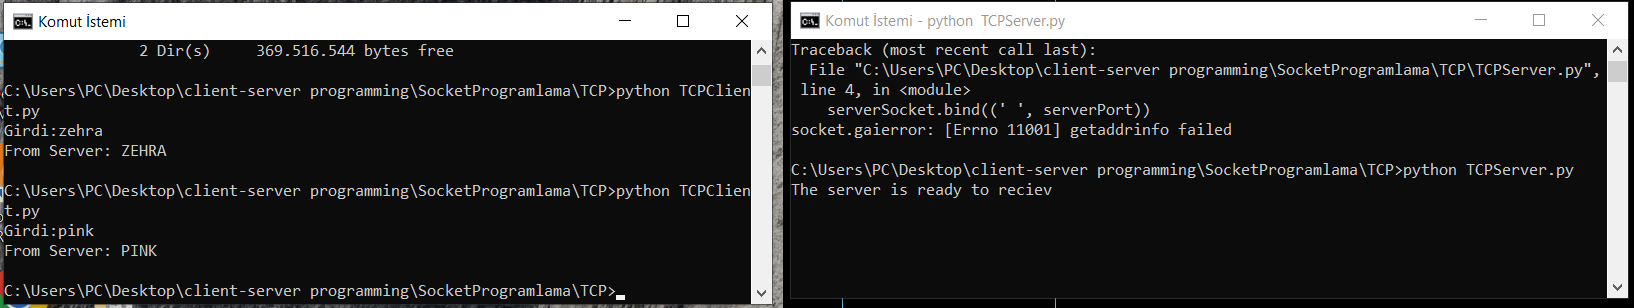 Komut İstemi
2 Dir(s)     369.516.544 bytes free
C:\Users\PC\Desktop\client-server programming\SocketProgramlama\TCP>python TCPClien
t.py
Girdi:zehra
From Server: ZEHRA
C:\Users\PC\Desktop\client-server programming\SocketProgramlama\TCP>python TCPClien
t.py
Girdi:pink
From Server: PINK
C:\Users\PC\Desktop\client-server programming\SocketProgramlama\TCP>
Komut İstemi - python  TCPServer.py
Traceback (most recent call last):
  File "C:\Users\PC\Desktop\client-server programming\SocketProgramlama\TCP\TCPServer.py",
 line 4, in <module>
    serverSocket.bind((' ', serverPort))
socket.gaierror: [Errno 11001] getaddrinfo failed
C:\Users\PC\Desktop\client-server programming\SocketProgramlama\TCP>python TCPServer.py
The server is ready to reciev